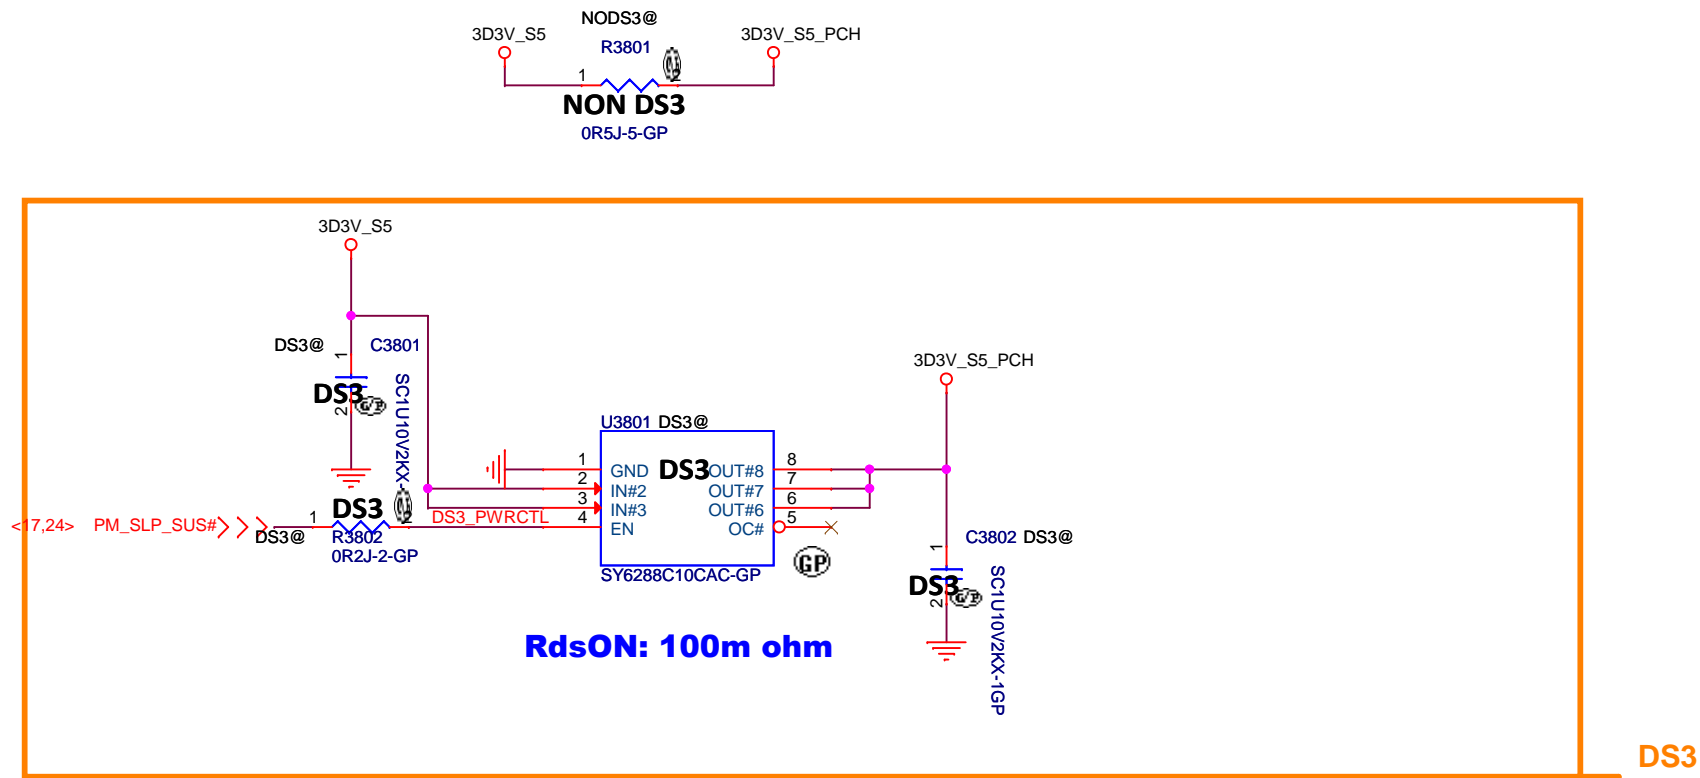 NODS3@
3D3V_S5
3D3V_S5_PCH
R3801
1
2
NON DS3
0R5J-5-GP
3D3V_S5
DS3@
1
C3801
3D3V_S5_PCH
DS3
2
G/P
SC1U10V2KX-
U3801 DS3@
1
GND
DS3
OUT#8
8
2
IN#2
OUT#7
7
3
IN#3
OUT#6
6
4
EN
OC#
5
DS3
<17,24>
PM_SLP_SUS#
1
2
DS3_PWRCTL
DS3@
R3802
0R2J-2-GP
GP
SY6288C10CAC-GP
1
C3802 DS3@
DS3
2
G/P
SC1U10V2KX-1GP
RdsON: 100m ohm
DS3